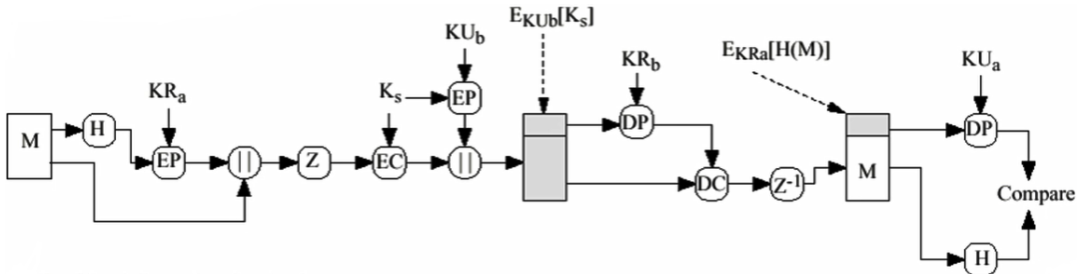 E_KUb[K_s]
KU_b
E_KRa[H(M)]
KR_b
KU_a
KR_a
K_s
EP
M
H
EP
||
Z
EC
||
DP
DC
Z⁻¹
M
DP
Compare
H